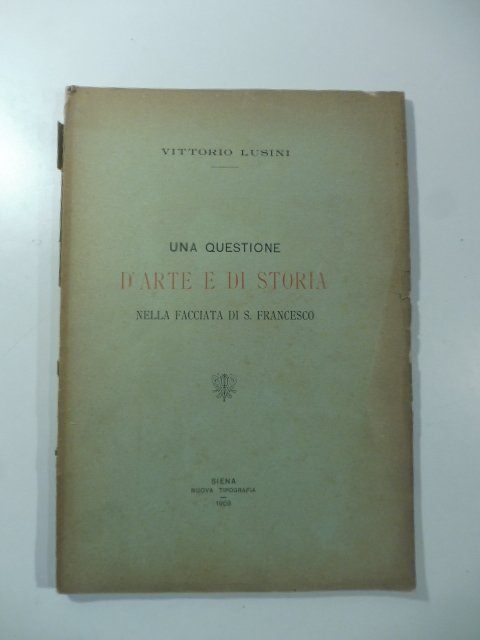 VITTORIO LUSINI
UNA QUESTIONE
D'ARTE E DI STORIA
NELLA FACCIATA DI S. FRANCESCO
SIENA
NUOVA TIPOGRAFIA